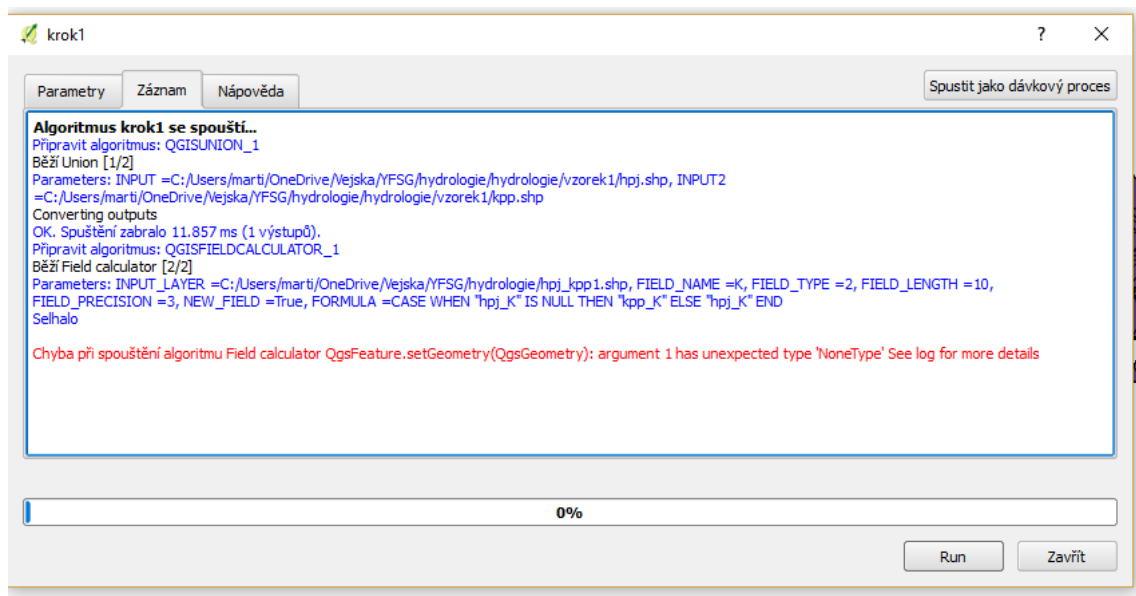 krok1
?
Parametry
Záznam
Nápověda
Spustit jako dávkový proces
Algoritmus krok1 se spouští...
Připravit algoritmus: QGISUNION_1
Běží Union [1/2]
Parameters: INPUT =C:/Users/marti/OneDrive/Vejska/YFSG/hydrologie/hydrologie/vzorek1/hpj.shp, INPUT2
=C:/Users/marti/OneDrive/Vejska/YFSG/hydrologie/hydrologie/vzorek1/kpp.shp
Converting outputs
OK. Spuštění zabralo 11.857 ms (1 výstupů).
Připravit algoritmus: QGISFIELDCALCULATOR_1
Běží Field calculator [2/2]
Parameters: INPUT_LAYER =C:/Users/marti/OneDrive/Vejska/YFSG/hydrologie/hpj_kpp1.shp, FIELD_NAME =K, FIELD_TYPE =2, FIELD_LENGTH =10,
FIELD_PRECISION =3, NEW_FIELD =True, FORMULA =CASE WHEN "hpj_K" IS NULL THEN "kpp_K" ELSE "hpj_K" END
Selhalo
Chyba při spouštění algoritmu Field calculator QgsFeature.setGeometry(QgsGeometry): argument 1 has unexpected type 'NoneType' See log for more details
0%
Run
Zavřít